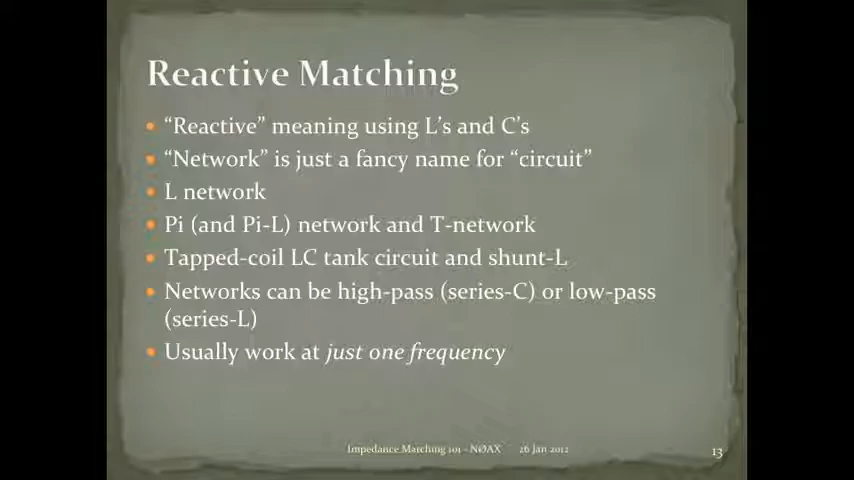 Reactive Matching
• “Reactive” meaning using L’s and C’s
• “Network” is just a fancy name for “circuit”
• L network
• Pi (and Pi-L) network and T-network
• Tapped-coil LC tank circuit and shunt-L
• Networks can be high-pass (series-C) or low-pass
(series-L)
• Usually work at just one frequency
Impedance Matching 101 - NØAX 26 Jan 2012 13